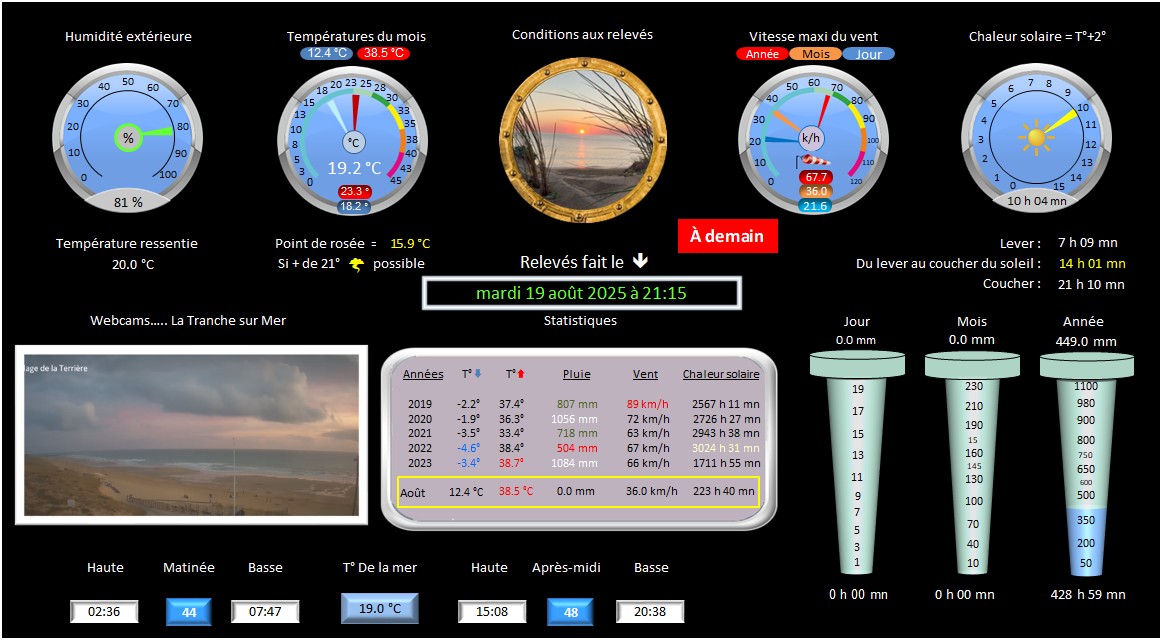 Humidité extérieure
Températures du mois
12.4 °C 38.5 °C
Conditions aux relevés
Vitesse maxi du vent
Année Mois Jour
Chaleur solaire = T°+2°
0 10 20 30 40 50 60 70 80 90 100
%
81 %
0 3 5 8 10 13 15 18 20 23 25 28 30 33 35 38 40 43 45
°C
19.2 °C
23.3 °
18.2 °
0 10 20 30 40 50 60 70 80 90 100 110 120
k/h
67.7
36.0
21.6
0 1 2 3 4 5 6 7 8 9 10 11 12 13 14 15
10 h 04 mn
Température ressentie
20.0 °C
Point de rosée = 15.9 °C
Si + de 21° possible
À demain
Relevés fait le
mardi 19 août 2025 à 21:15
Lever : 7 h 09 mn
Du lever au coucher du soleil : 14 h 01 mn
Coucher : 21 h 10 mn
Webcams..... La Tranche sur Mer
lage de la Terrière
Statistiques
Années T° T° Pluie Vent Chaleur solaire
2019 -2.2° 37.4° 807 mm 89 km/h 2567 h 11 mn
2020 -1.9° 36.3° 1056 mm 72 km/h 2726 h 27 mn
2021 -3.5° 33.4° 718 mm 63 km/h 2943 h 38 mn
2022 -4.6° 38.4° 504 mm 67 km/h 3024 h 31 mn
2023 -3.4° 38.7° 1084 mm 66 km/h 1711 h 55 mn
Août 12.4 °C 38.5 °C 0.0 mm 36.0 km/h 223 h 40 mn
Jour
0.0 mm
19
17
15
13
11
9
7
5
3
1
0 h 00 mn
Mois
0.0 mm
230
210
190
15
160
145
130
100
70
40
10
0 h 00 mn
Année
449.0 mm
1100
980
900
800
750
650
600
500
350
200
50
428 h 59 mn
Haute Matinée Basse
02:36 44 07:47
T° De la mer
19.0 °C
Haute Après-midi Basse
15:08 48 20:38